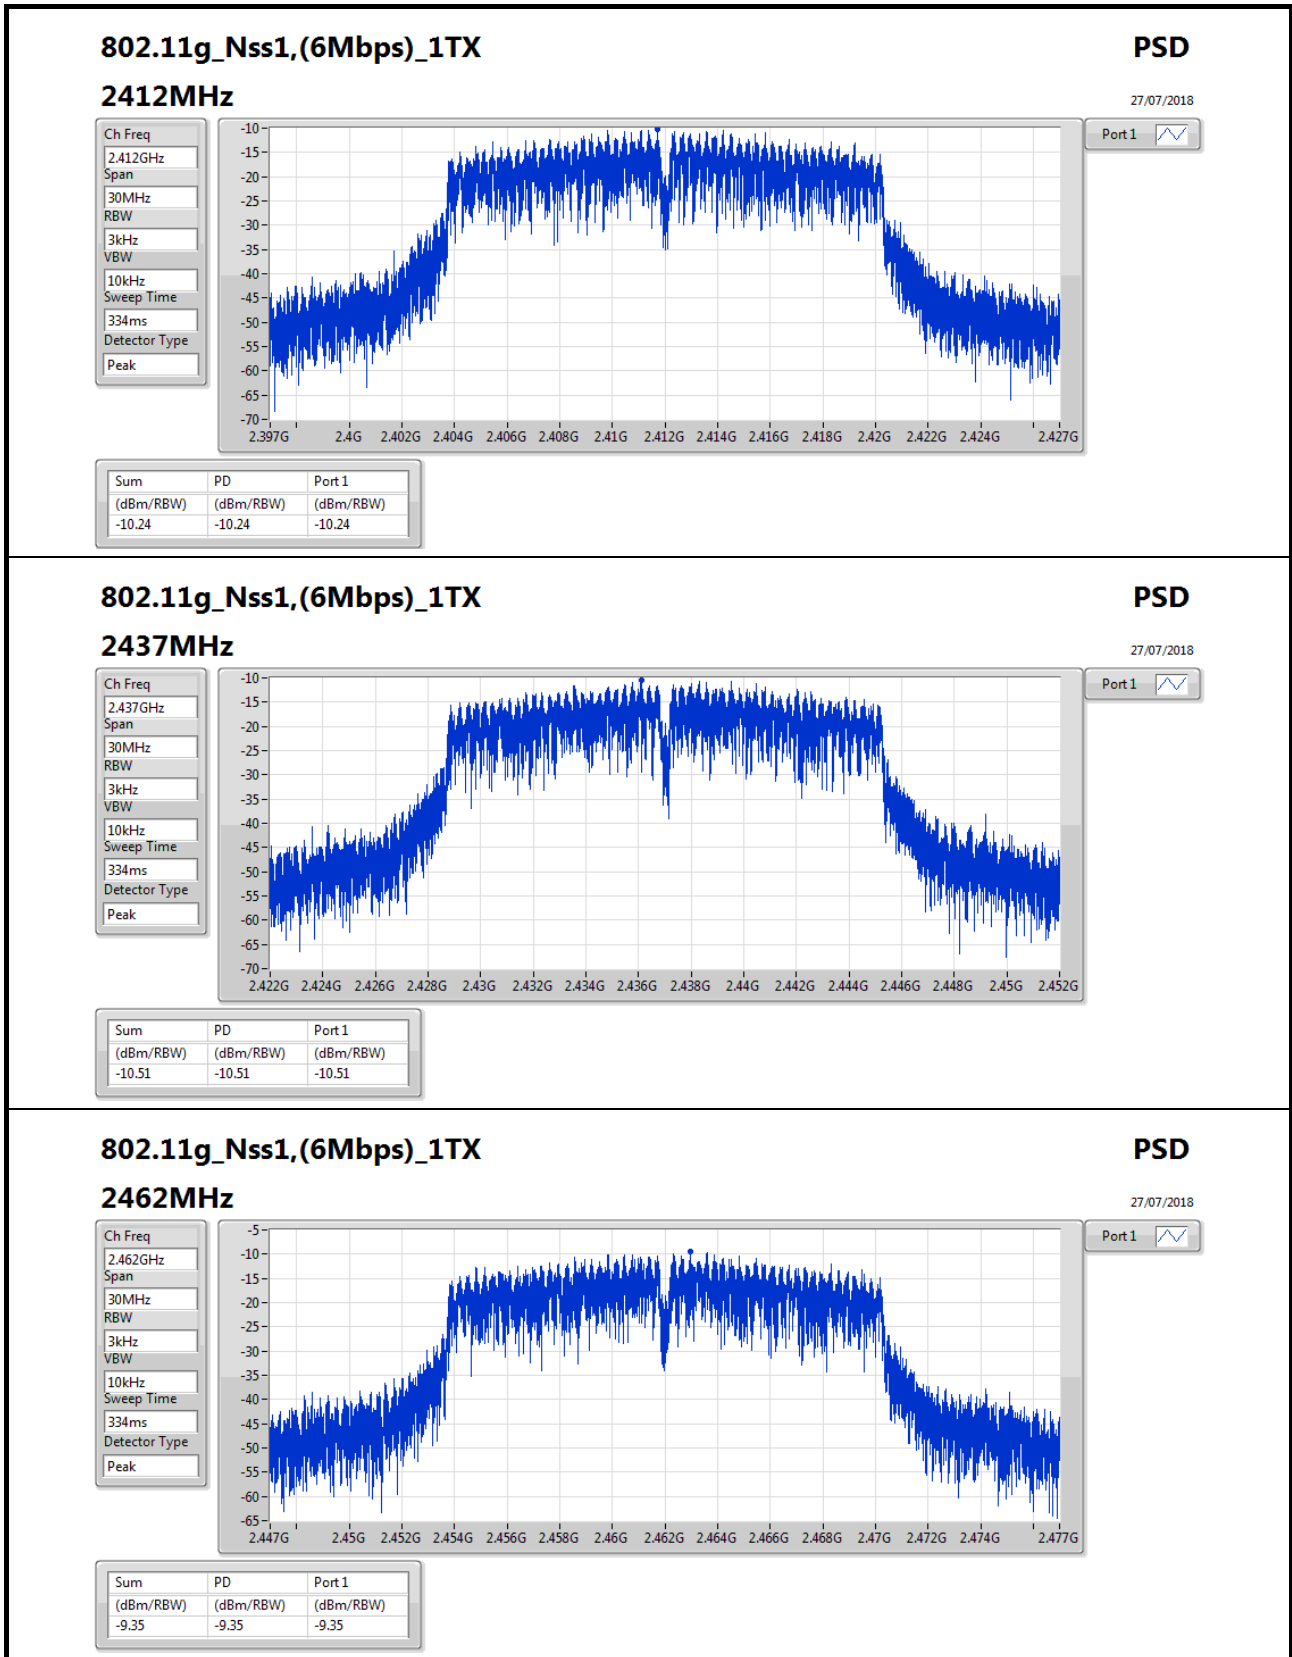 802.11g_Nss1,(6Mbps)_1TX PSD
2412MHz 27/07/2018
Ch Freq
2.412GHz
Span
30MHz
RBW
3kHz
VBW
10kHz
Sweep Time
334ms
Detector Type
Peak
-10
-15
-20
-25
-30
-35
-40
-45
-50
-55
-60
-65
-70
2.397G 2.4G 2.402G 2.404G 2.406G 2.408G 2.41G 2.412G 2.414G 2.416G 2.418G 2.42G 2.422G 2.424G 2.427G
Port 1
Sum PD Port 1
(dBm/RBW) (dBm/RBW) (dBm/RBW)
-10.24 -10.24 -10.24
802.11g_Nss1,(6Mbps)_1TX PSD
2437MHz 27/07/2018
Ch Freq
2.437GHz
Span
30MHz
RBW
3kHz
VBW
10kHz
Sweep Time
334ms
Detector Type
Peak
-10
-15
-20
-25
-30
-35
-40
-45
-50
-55
-60
-65
-70
2.422G 2.424G 2.426G 2.428G 2.43G 2.432G 2.434G 2.436G 2.438G 2.44G 2.442G 2.444G 2.446G 2.448G 2.45G 2.452G
Port 1
Sum PD Port 1
(dBm/RBW) (dBm/RBW) (dBm/RBW)
-10.51 -10.51 -10.51
802.11g_Nss1,(6Mbps)_1TX PSD
2462MHz 27/07/2018
Ch Freq
2.462GHz
Span
30MHz
RBW
3kHz
VBW
10kHz
Sweep Time
334ms
Detector Type
Peak
-5
-10
-15
-20
-25
-30
-35
-40
-45
-50
-55
-60
-65
2.447G 2.45G 2.452G 2.454G 2.456G 2.458G 2.46G 2.462G 2.464G 2.466G 2.468G 2.47G 2.472G 2.474G 2.477G
Port 1
Sum PD Port 1
(dBm/RBW) (dBm/RBW) (dBm/RBW)
-9.35 -9.35 -9.35